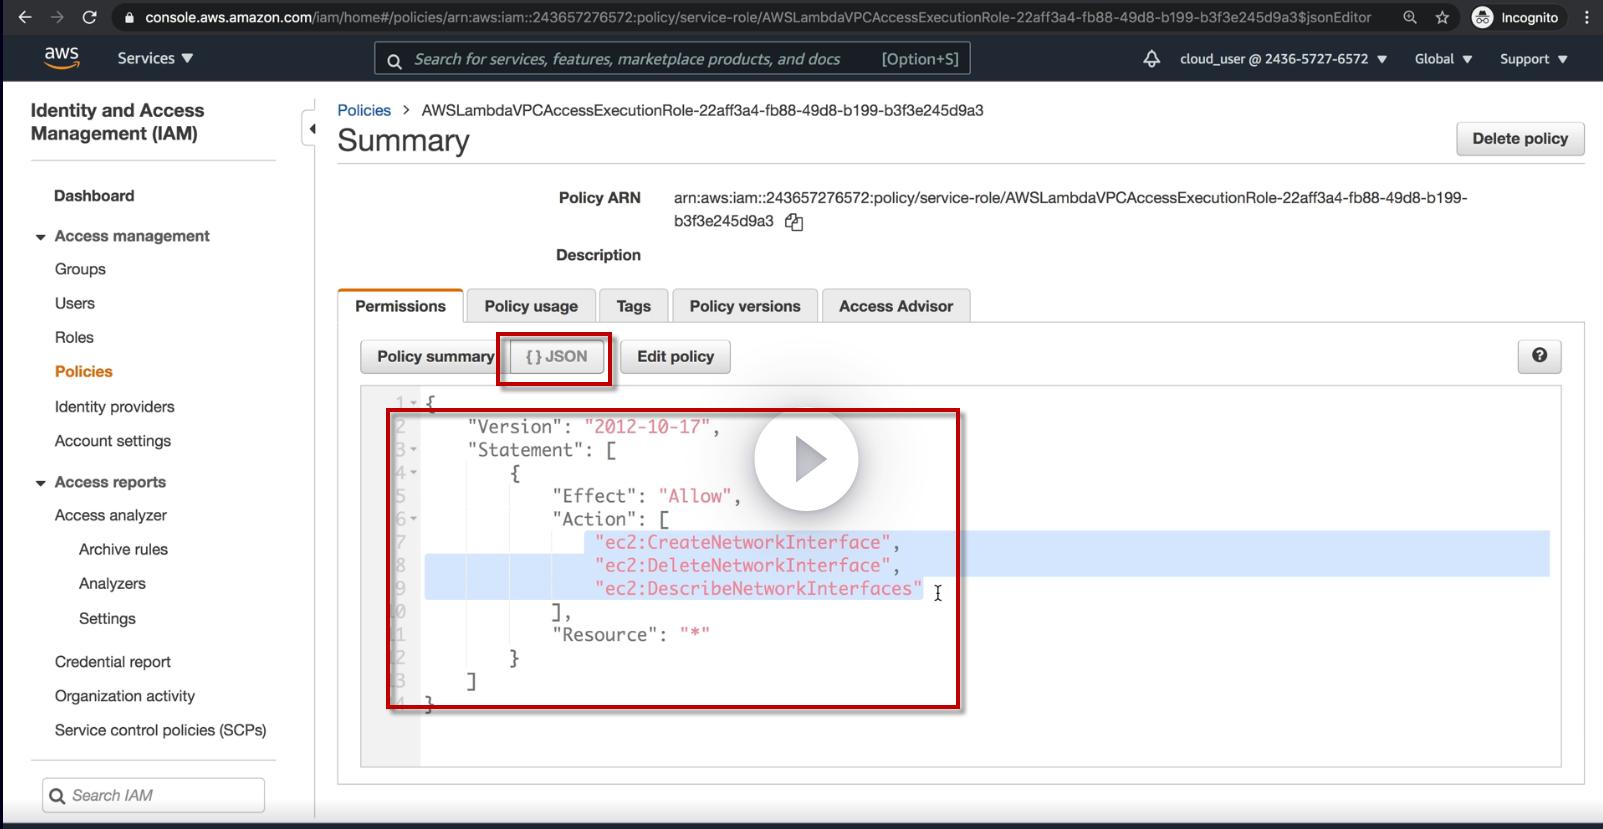 console.aws.amazon.com/iam/home#/policies/arn:aws:iam::243657276572:policy/service-role/AWSLambdaVPCAccessExecutionRole-22aff3a4-fb88-49d8-b199-b3f3e245d9a3$jsonEditor
Incognito
aws
Services
Search for services, features, marketplace products, and docs
[Option+S]
cloud_user @ 2436-5727-6572
Global
Support
Identity and Access
Management (IAM)
Dashboard
Access management
Groups
Users
Roles
Policies
Identity providers
Account settings
Access reports
Access analyzer
Archive rules
Analyzers
Settings
Credential report
Organization activity
Service control policies (SCPs)
Search IAM
Policies > AWSLambdaVPCAccessExecutionRole-22aff3a4-fb88-49d8-b199-b3f3e245d9a3
Summary
Delete policy
Policy ARN
arn:aws:iam::243657276572:policy/service-role/AWSLambdaVPCAccessExecutionRole-22aff3a4-fb88-49d8-b199-
b3f3e245d9a3
Description
Permissions
Policy usage
Tags
Policy versions
Access Advisor
Policy summary
{ } JSON
Edit policy
?
1 {
2 "Version": "2012-10-17",
3 "Statement": [
4 {
5 "Effect": "Allow",
6 "Action": [
7 "ec2:CreateNetworkInterface",
8 "ec2:DeleteNetworkInterface",
9 "ec2:DescribeNetworkInterfaces"
10 ],
11 "Resource": "*"
12 }
13 ]
14 }